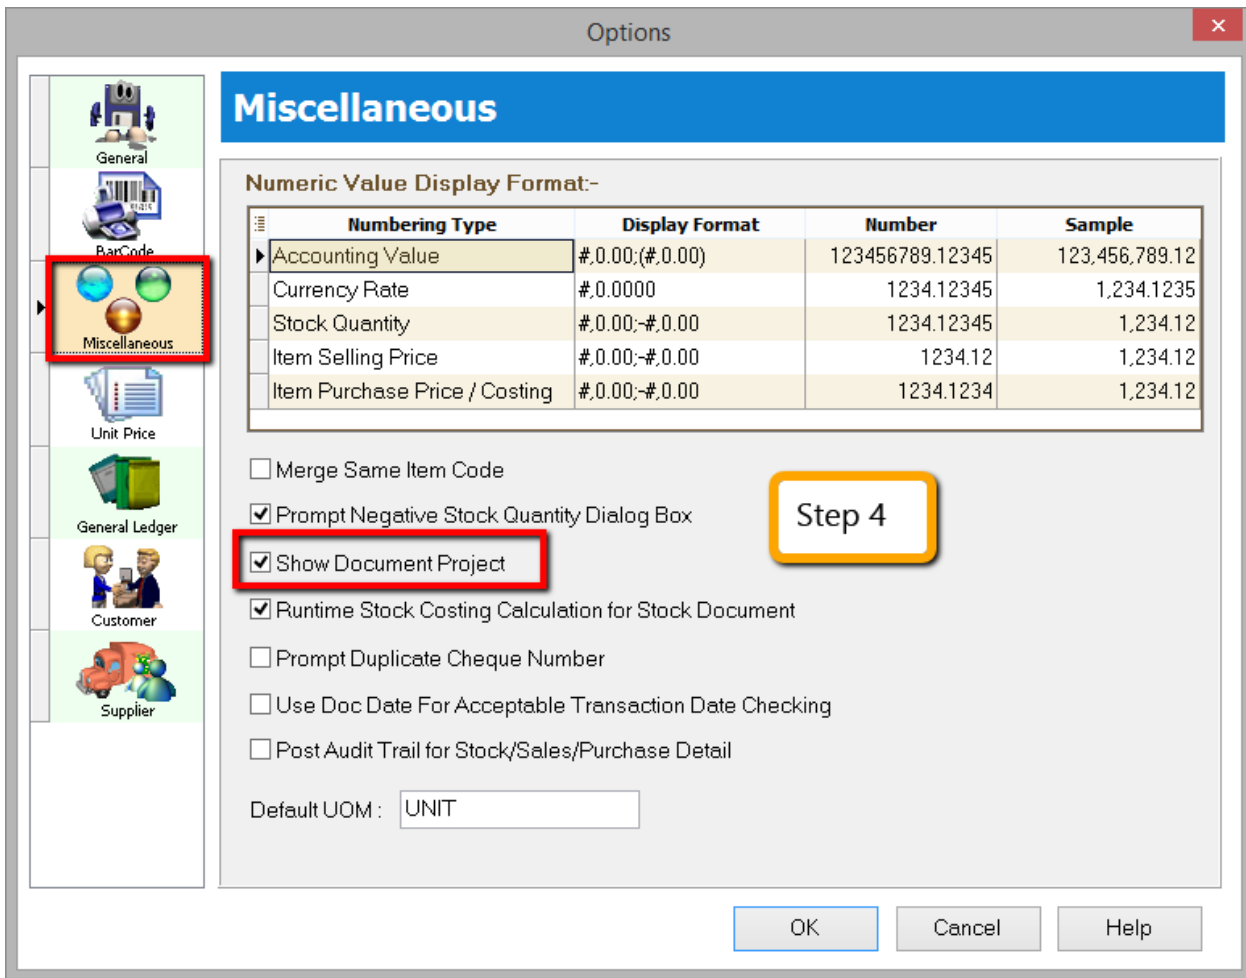 Options
General
BarCode
Miscellaneous
Unit Price
General Ledger
Customer
Supplier
Miscellaneous
Numeric Value Display Format:-
Numbering Type Display Format Number Sample
Accounting Value #,0.00;(#,0.00) 123456789.12345 123,456,789.12
Currency Rate #,0.0000 1234.12345 1,234.1235
Stock Quantity #,0.00;-#,0.00 1234.12345 1,234.12
Item Selling Price #,0.00;-#,0.00 1234.12 1,234.12
Item Purchase Price / Costing #,0.00;-#,0.00 1234.1234 1,234.12
Merge Same Item Code
Prompt Negative Stock Quantity Dialog Box
Step 4
Show Document Project
Runtime Stock Costing Calculation for Stock Document
Prompt Duplicate Cheque Number
Use Doc Date For Acceptable Transaction Date Checking
Post Audit Trail for Stock/Sales/Purchase Detail
Default UOM : UNIT
OK Cancel Help